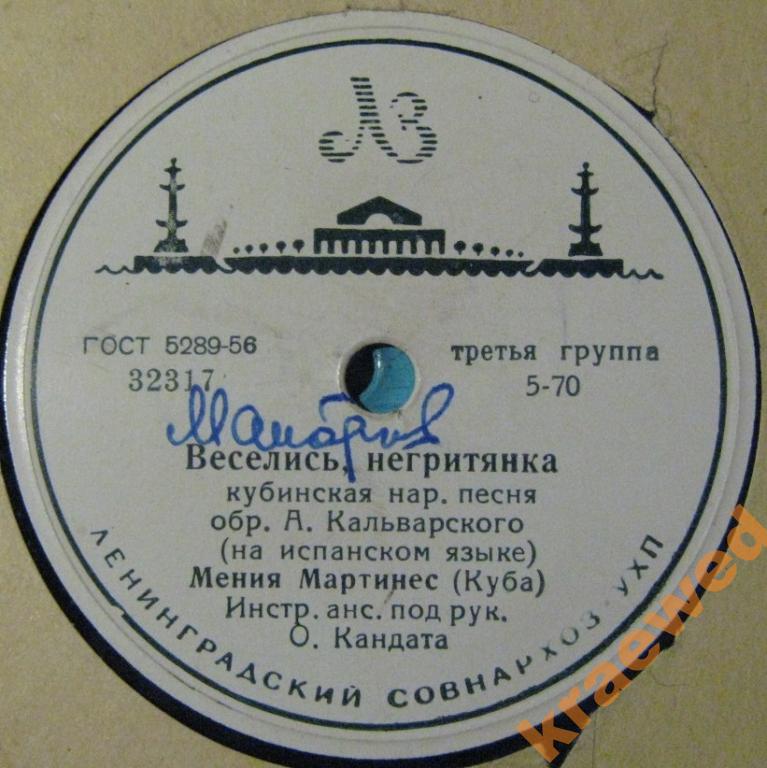 ЛЗ
ГОСТ 5289-56
32317
третья группа
5-70
Веселись, негритянка
кубинская нар. песня
обр. А. Кальварского
(на испанском языке)
Мения Мартинес (Куба)
Инстр. анс. под рук.
О. Кандата
ЛЕНИНГРАДСКИЙ СОВНАРХОЗ·УХП
kraewed